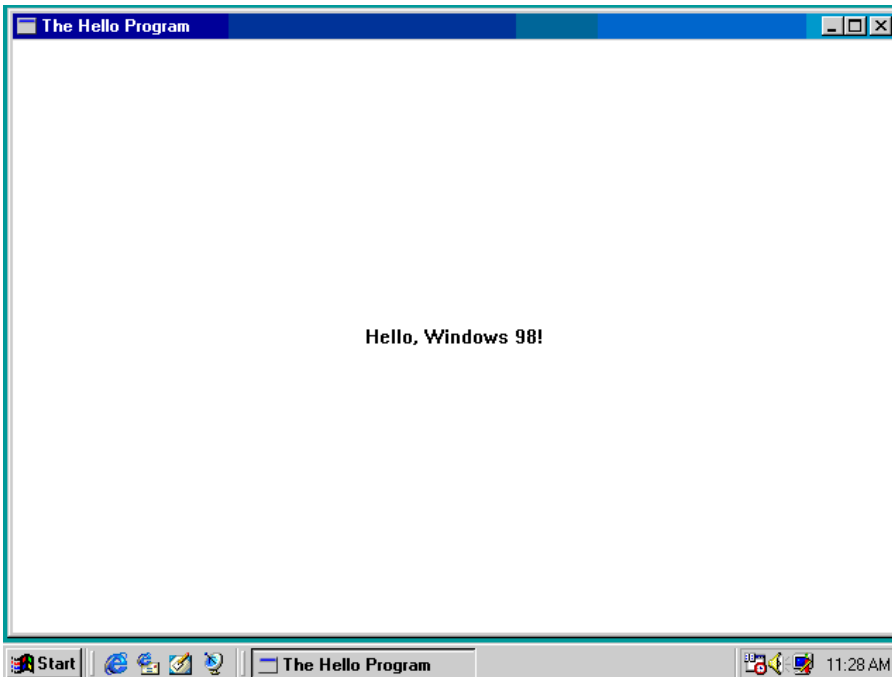 The Hello Program
Hello, Windows 98!
Start
The Hello Program
11:28 AM